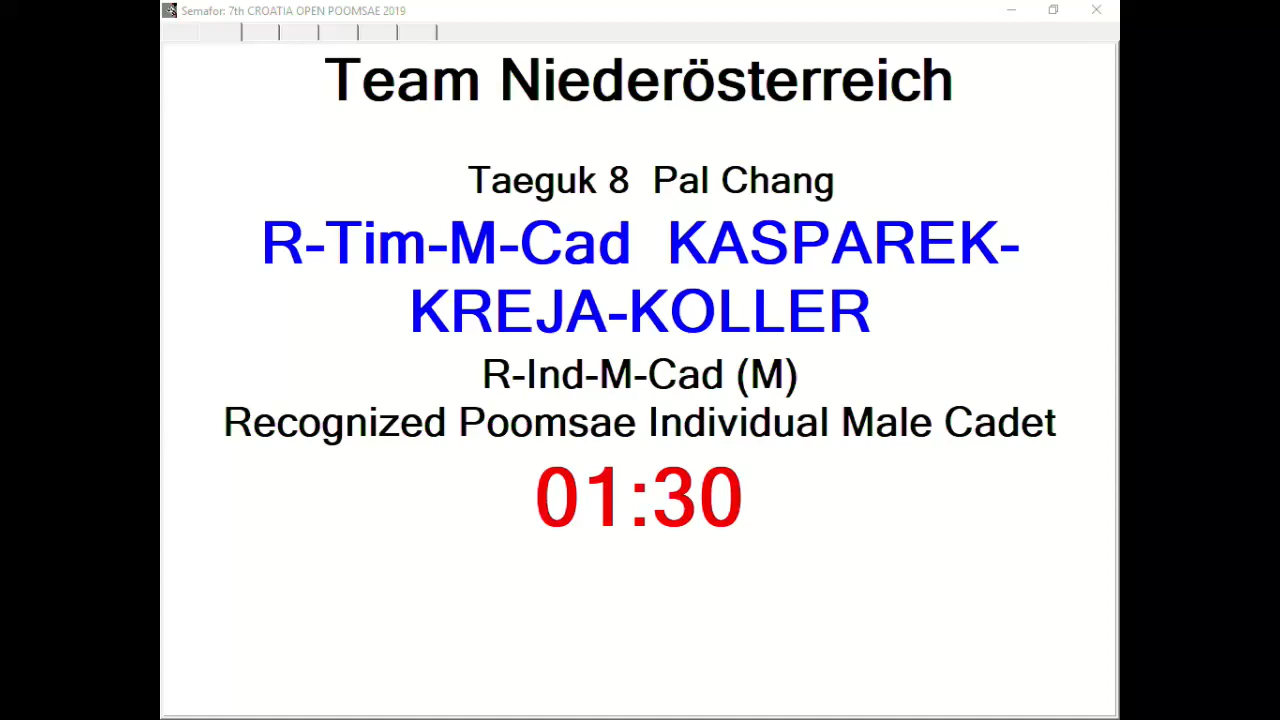 Semafor: 7th CROATIA OPEN POOMSAE 2019
Team Niederösterreich
Taeguk 8 Pal Chang
R-Tim-M-Cad KASPAREK-
KREJA-KOLLER
R-Ind-M-Cad (M)
Recognized Poomsae Individual Male Cadet
01:30